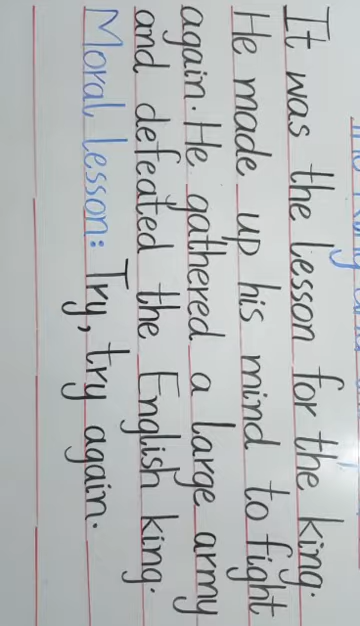 It was the lesson for the king.
He made up his mind to fight
again. He gathered a large army
and defeated the English king.
Moral lesson: Try, try again.